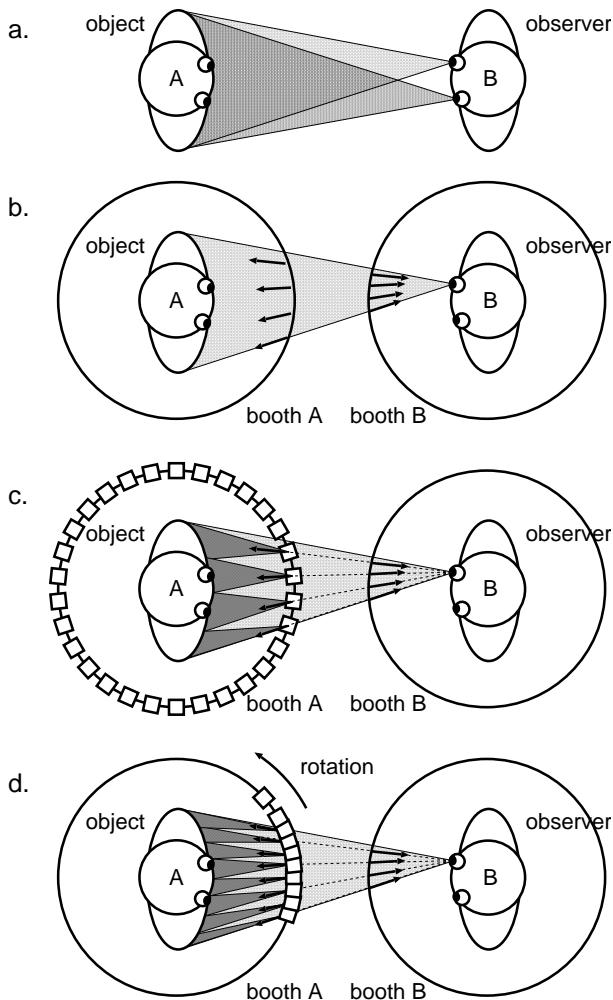 a.
object
observer
A
B
b.
object
observer
A
B
booth A booth B
c.
object
observer
A
B
booth A booth B
d.
rotation
object
observer
A
B
booth A booth B